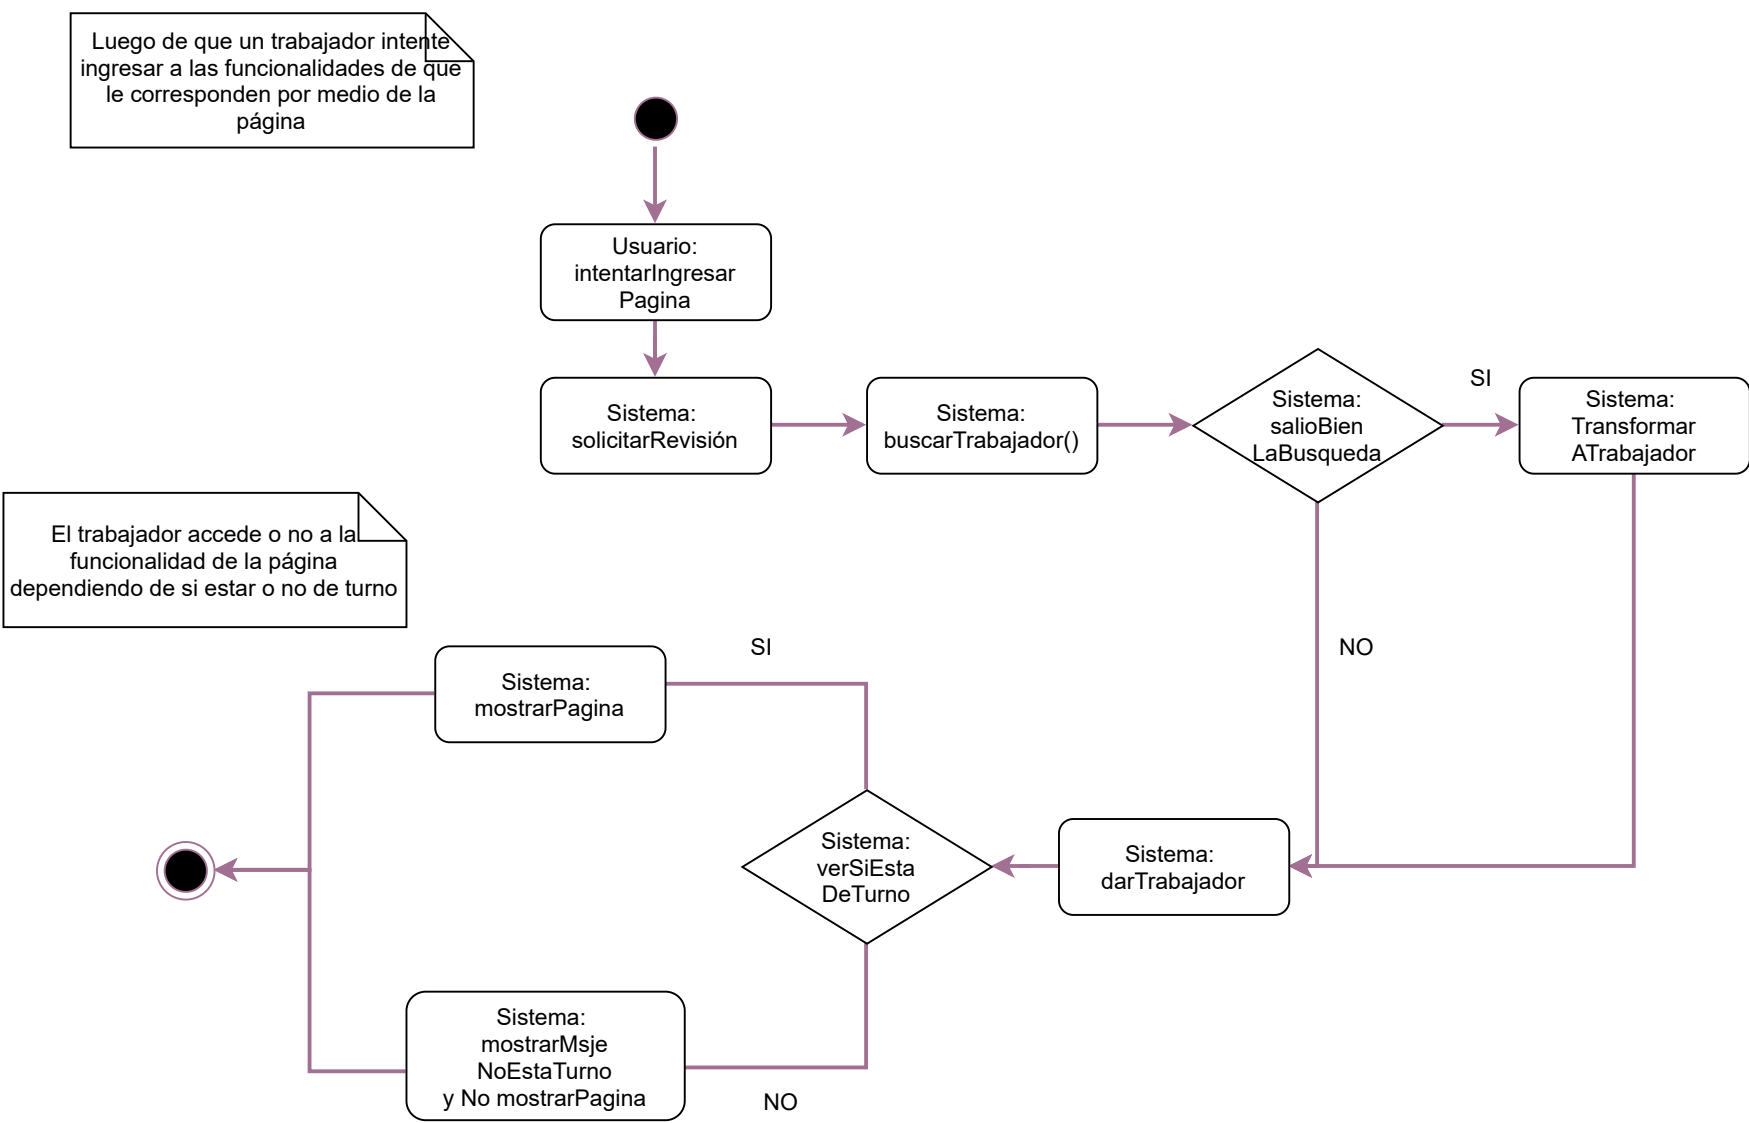 Luego de que un trabajador intente
ingresar a las funcionalidades de que
le corresponden por medio de la
página
Usuario:
intentarIngresar
Pagina
Sistema:
solicitarRevisión
Sistema:
buscarTrabajador()
Sistema:
salioBien
LaBusqueda
SI
Sistema:
Transformar
ATrabajador
El trabajador accede o no a la
funcionalidad de la página
dependiendo de si estar o no de turno
NO
SI
Sistema:
mostrarPagina
Sistema:
verSiEsta
DeTurno
Sistema:
darTrabajador
Sistema:
mostrarMsje
NoEstaTurno
y No mostrarPagina
NO